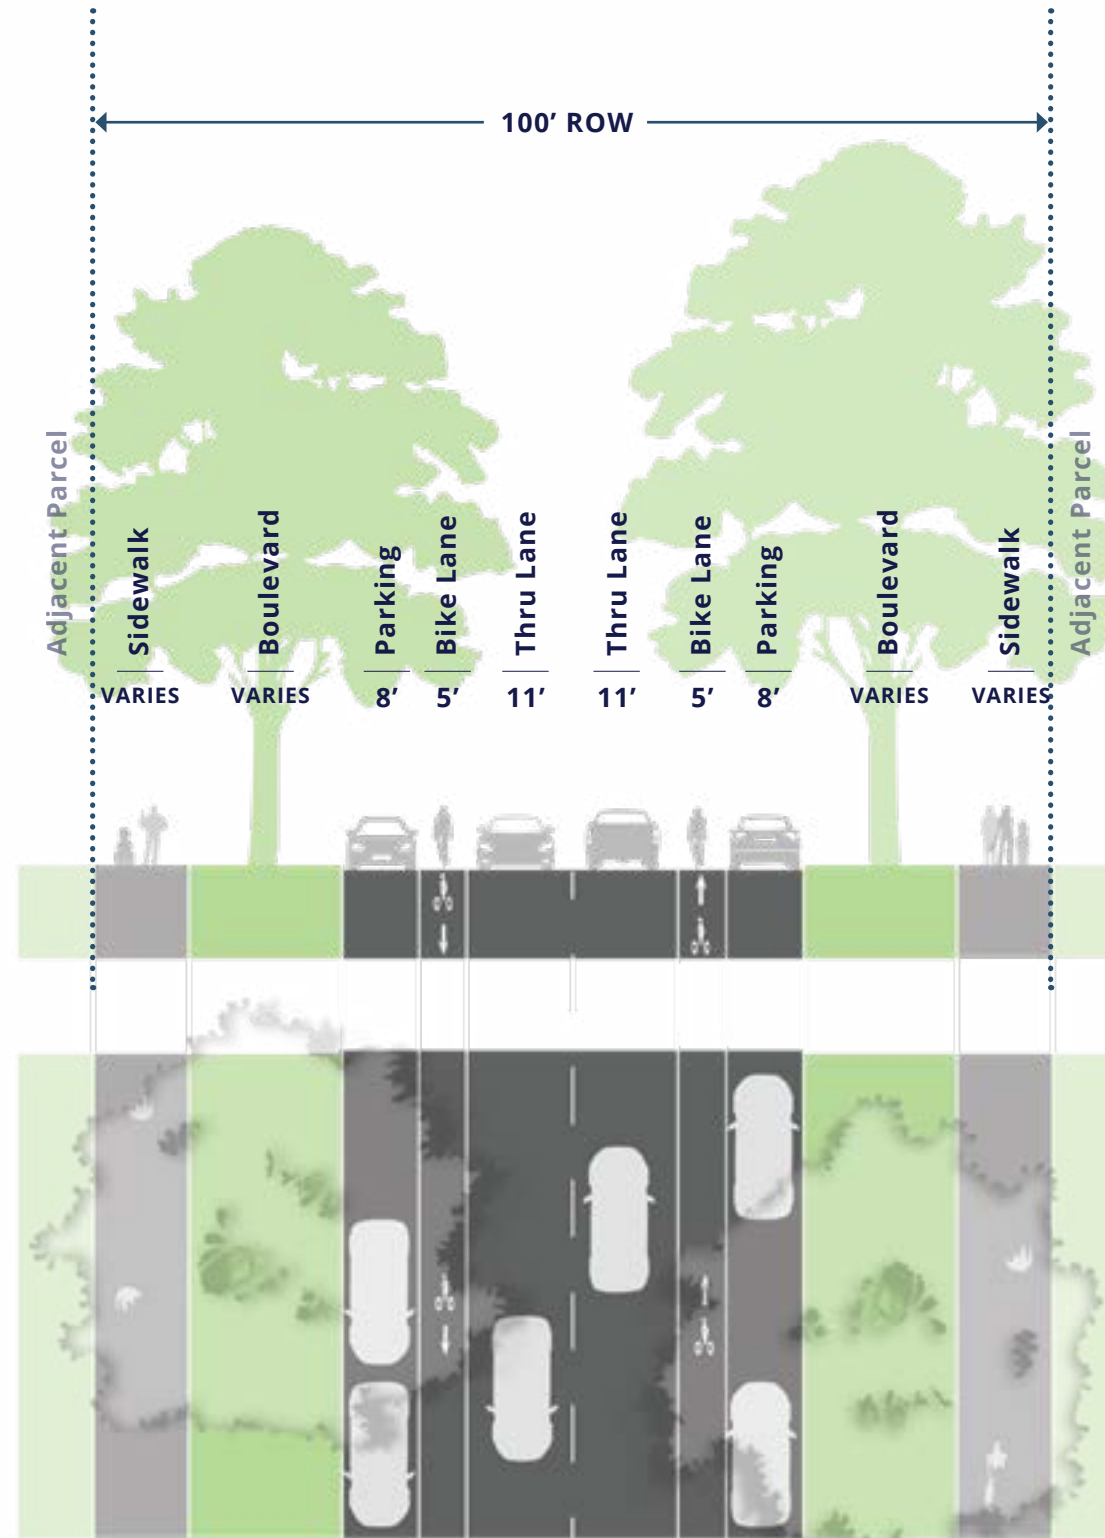 100’ ROW
Adjacent Parcel
Sidewalk
VARIES
Boulevard
VARIES
Parking
8’
Bike Lane
5’
Thru Lane
11’
Thru Lane
11’
Bike Lane
5’
Parking
8’
Boulevard
VARIES
Sidewalk
VARIES
Adjacent Parcel